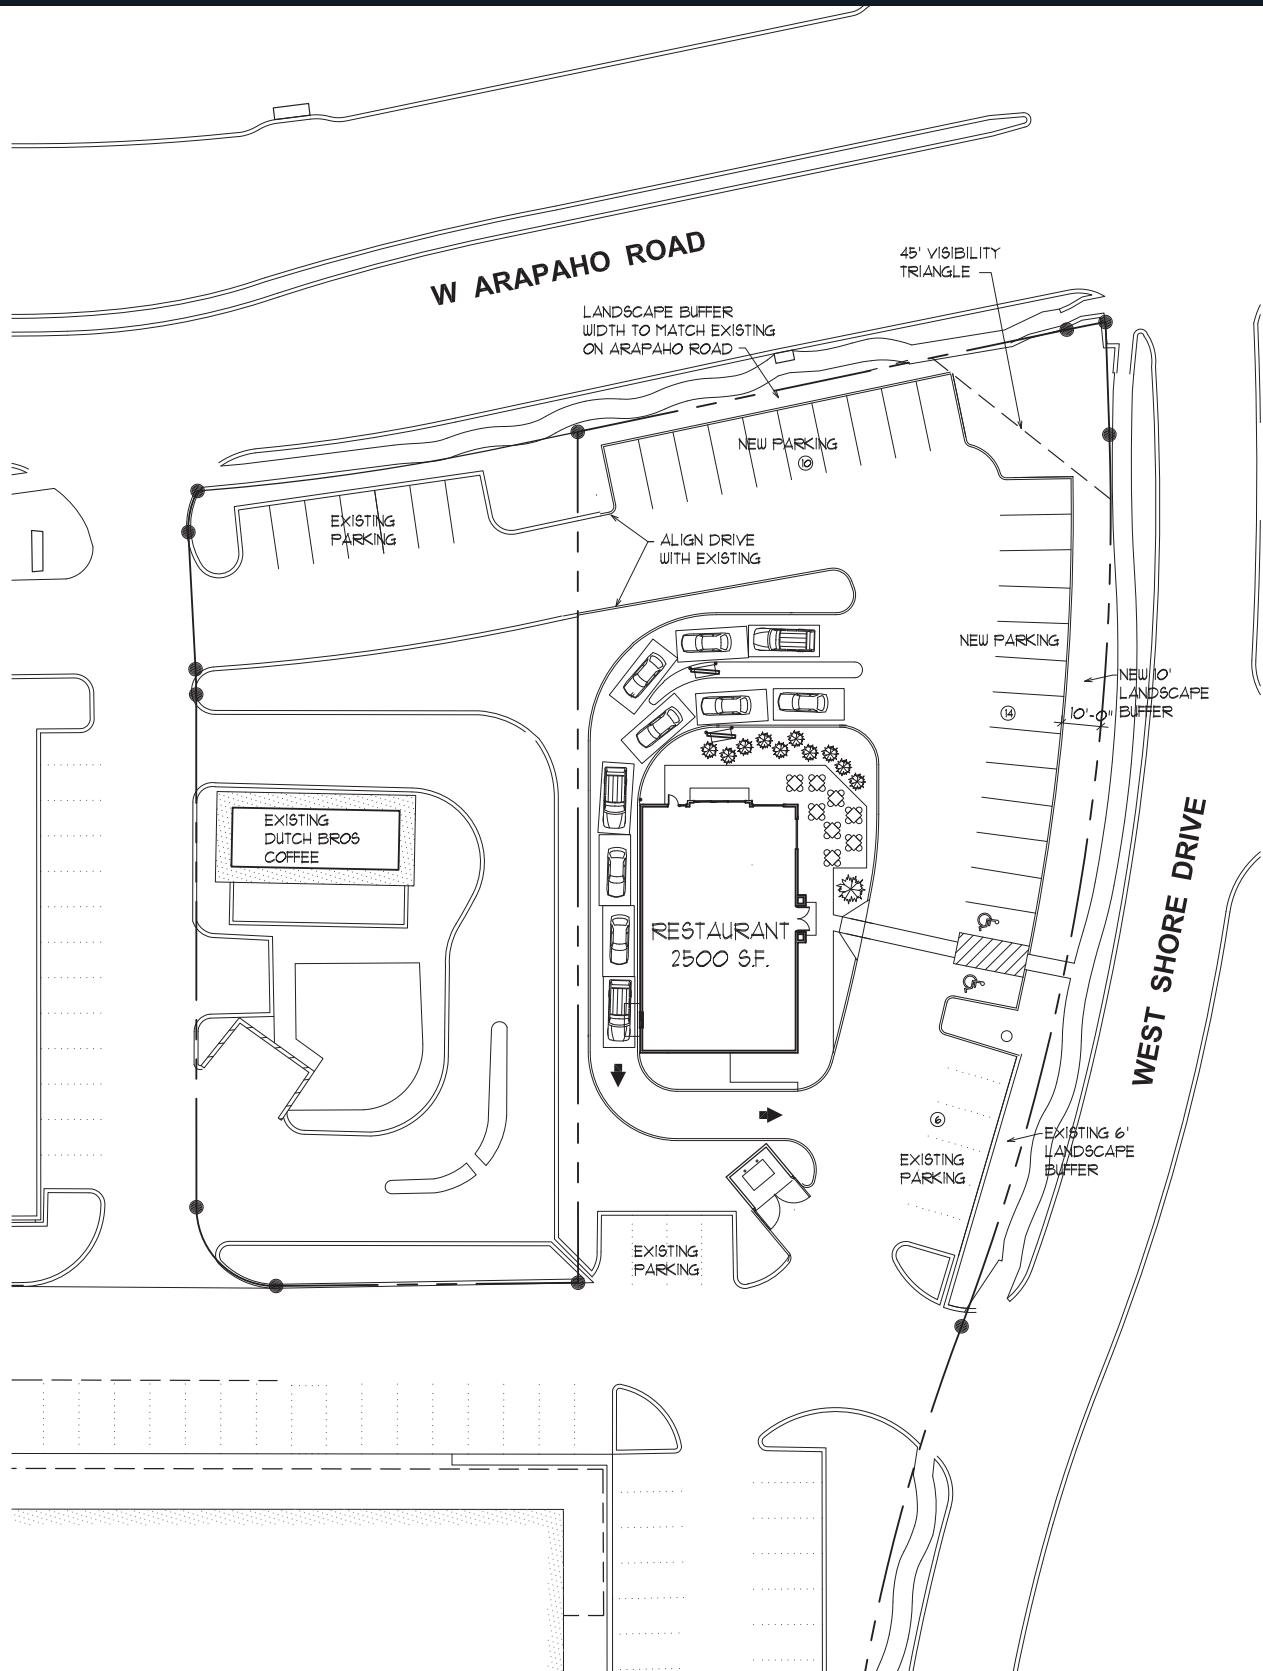 W ARAPAHO ROAD
45' VISIBILITY
TRIANGLE
LANDSCAPE BUFFER
WIDTH TO MATCH EXISTING
ON ARAPAHO ROAD
NEW PARKING
10
EXISTING
PARKING
ALIGN DRIVE
WITH EXISTING
NEW PARKING
14
NEW 10'
LANDSCAPE
BUFFER
10'-0"
EXISTING
DUTCH BROS
COFFEE
RESTAURANT
2500 S.F.
WEST SHORE DRIVE
6
EXISTING
PARKING
EXISTING 6'
LANDSCAPE
BUFFER
EXISTING
PARKING